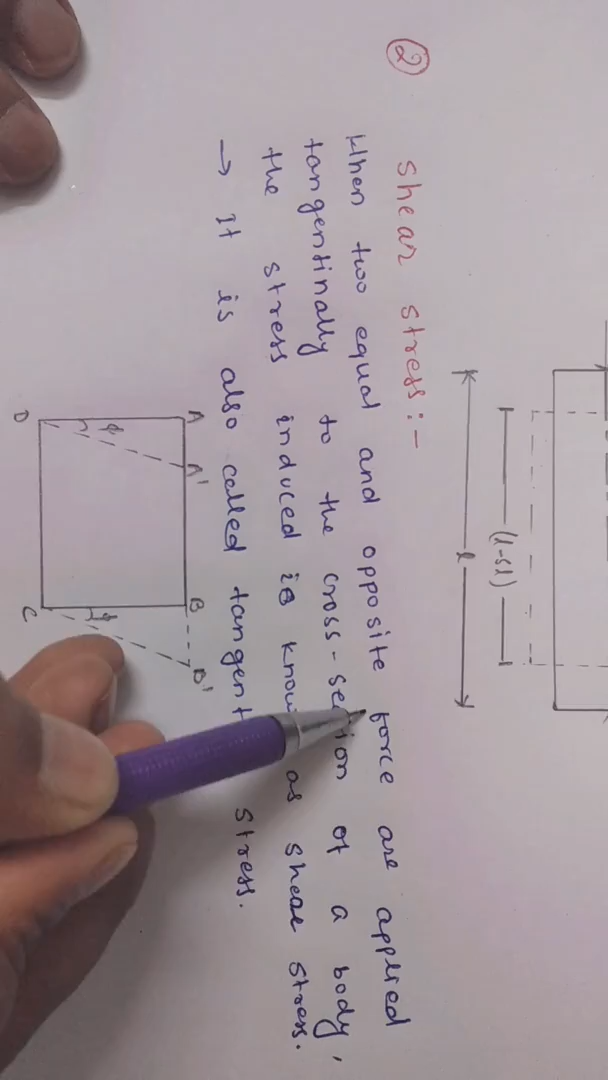 l
(l-δl)
② Shear stress:-
When two equal and opposite force are applied
tangentinally to the cross-section of a body,
the stress induced is know as shear stress.
→ It is also called tangent stress.
A A' B B'
ϕ ϕ
D C